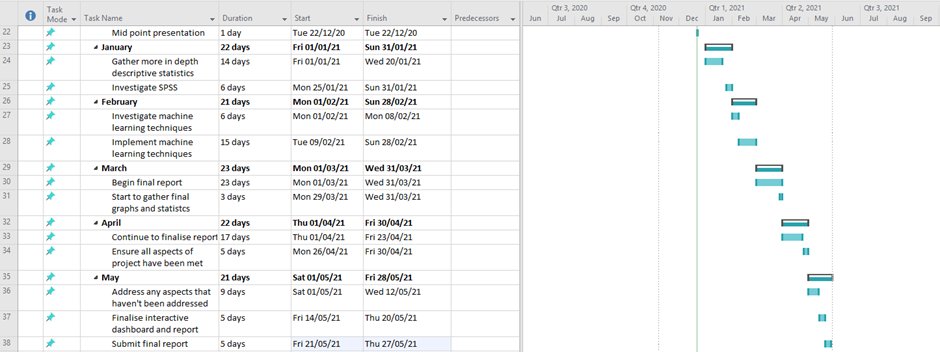 Task Mode Task Name Duration Start Finish Predecessors
Qtr 3, 2020 Qtr 4, 2020 Qtr 1, 2021 Qtr 2, 2021 Qtr 3, 2021
Jun Jul Aug Sep Oct Nov Dec Jan Feb Mar Apr May Jun Jul Aug Sep
22 Mid point presentation 1 day Tue 22/12/20 Tue 22/12/20
23 January 22 days Fri 01/01/21 Sun 31/01/21
24 Gather more in depth 14 days Fri 01/01/21 Wed 20/01/21
descriptive statistics
25 Investigate SPSS 6 days Mon 25/01/21 Sun 31/01/21
26 February 21 days Mon 01/02/21 Sun 28/02/21
27 Investigate machine 6 days Mon 01/02/21 Mon 08/02/21
learning techniques
28 Implement machine 15 days Tue 09/02/21 Sun 28/02/21
learning techniques
29 March 23 days Mon 01/03/21 Wed 31/03/21
30 Begin final report 23 days Mon 01/03/21 Wed 31/03/21
31 Start to gather final 3 days Mon 29/03/21 Wed 31/03/21
graphs and statistcs
32 April 22 days Thu 01/04/21 Fri 30/04/21
33 Continue to finalise report 17 days Thu 01/04/21 Fri 23/04/21
34 Ensure all aspects of 5 days Mon 26/04/21 Fri 30/04/21
project have been met
35 May 21 days Sat 01/05/21 Fri 28/05/21
36 Address any aspects that 9 days Sat 01/05/21 Wed 12/05/21
haven't been addressed
37 Finalise interactive 5 days Fri 14/05/21 Thu 20/05/21
dashboard and report
38 Submit final report 5 days Fri 21/05/21 Thu 27/05/21